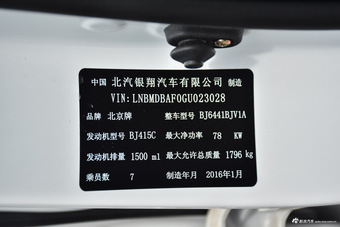 中国 北汽银翔汽车有限公司 制造
VIN:LNBMDBAF0GU023028
品牌 北京牌 整车型号 BJ6441BJV1A
发动机型号 BJ415C 最大净功率 78 KW
发动机排量 1500 ml 最大允许总质量 1796 kg
乘员数 7 制造年月 2016年1月